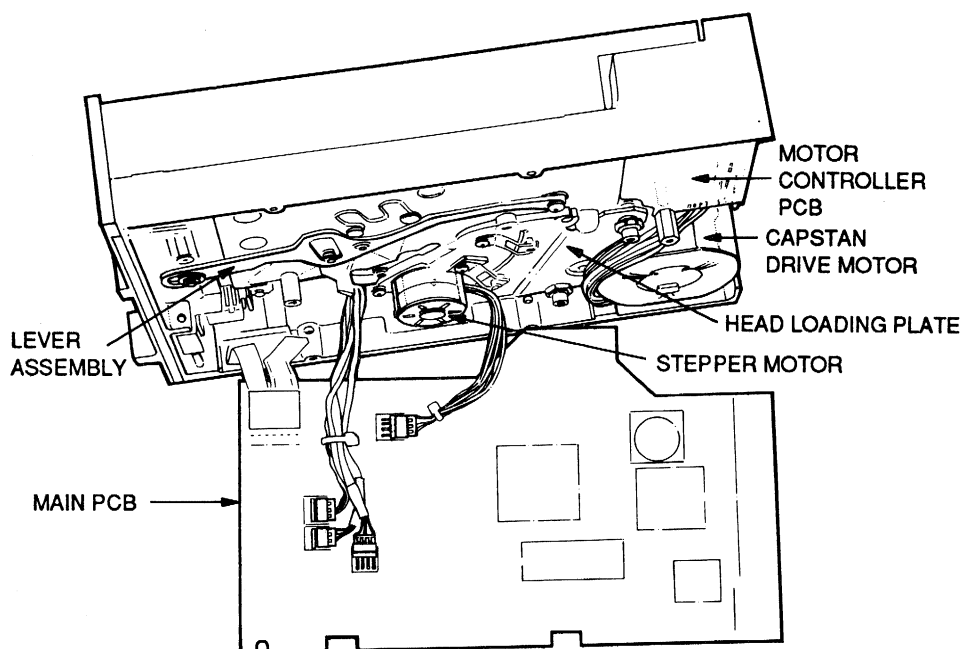 MOTOR
CONTROLLER
PCB
CAPSTAN
DRIVE MOTOR
HEAD LOADING PLATE
LEVER
ASSEMBLY
STEPPER MOTOR
MAIN PCB